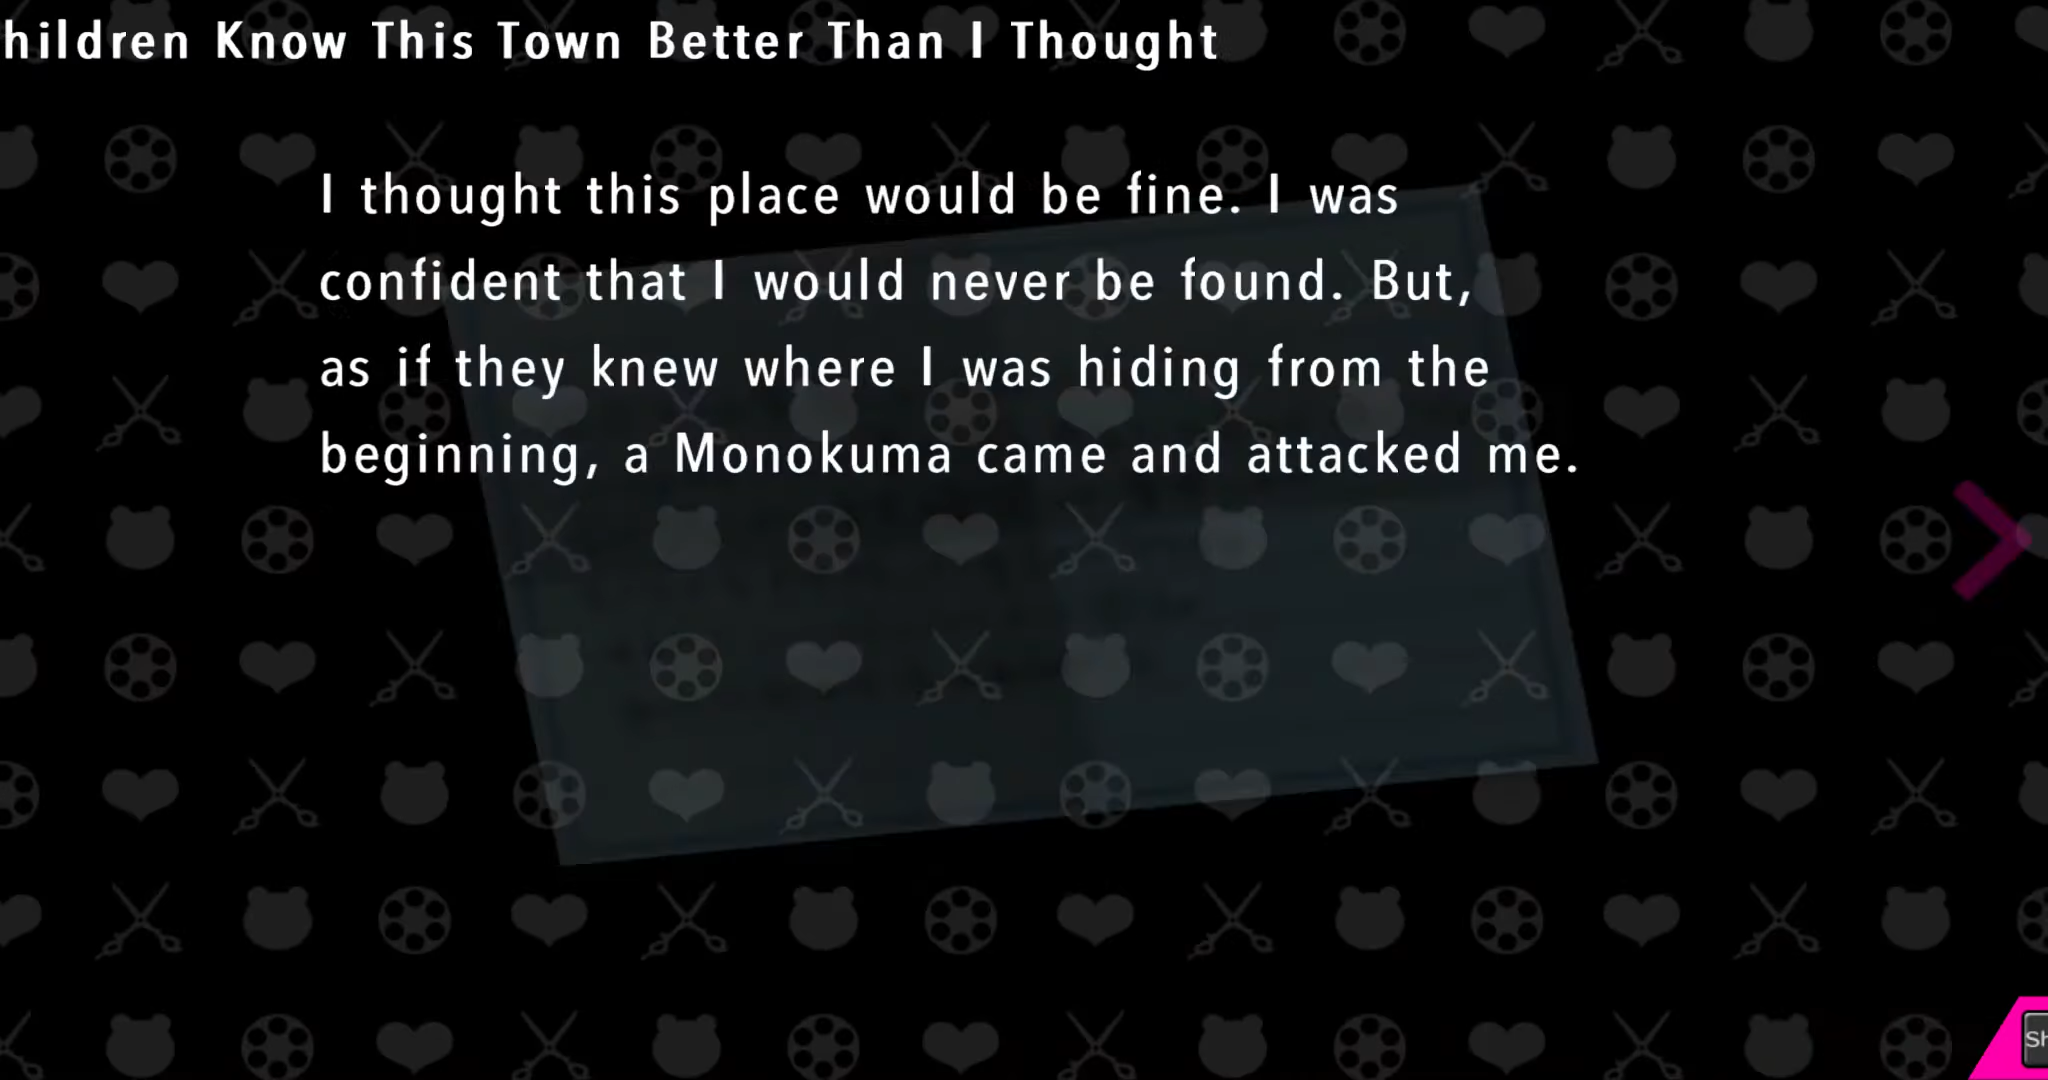 hildren Know This Town Better Than I Thought
I thought this place would be fine. I was
confident that I would never be found. But,
as if they knew where I was hiding from the
beginning, a Monokuma came and attacked me.
Sh